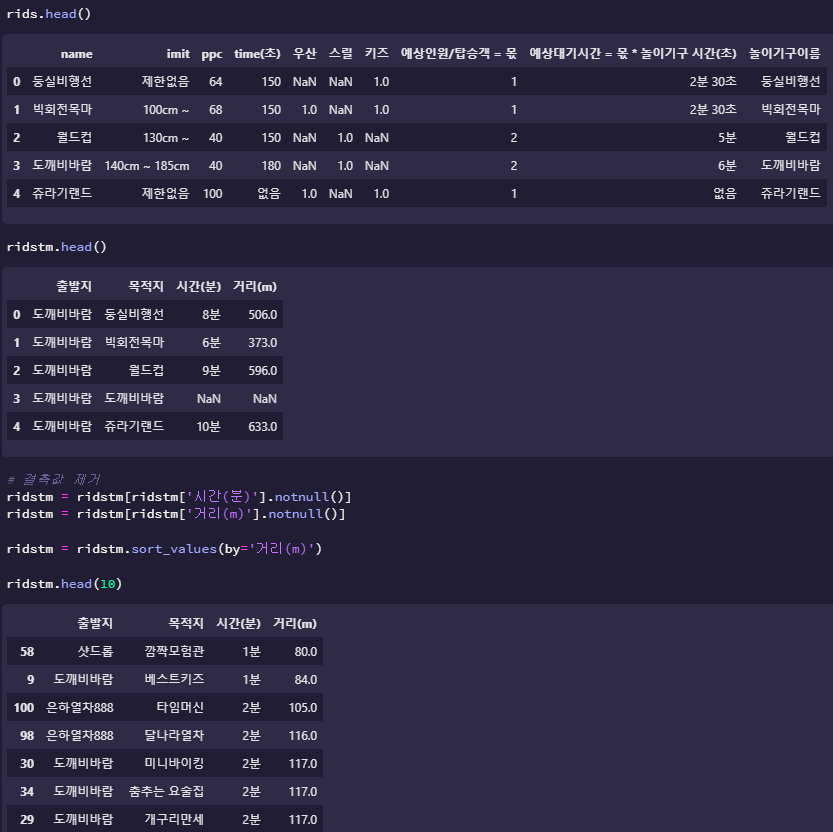 rids.head()
name imit ppc time(초) 우산 스릴 키즈 예상인원/탑승객 = 몫 예상대기시간 = 몫 * 놀이기구 시간(초) 놀이기구이름
0 둥실비행선 제한없음 64 150 NaN NaN 1.0 1 2분 30초 둥실비행선
1 빅회전목마 100cm ~ 68 150 1.0 NaN 1.0 1 2분 30초 빅회전목마
2 월드컵 130cm ~ 40 150 NaN 1.0 NaN 2 5분 월드컵
3 도깨비바람 140cm ~ 185cm 40 180 NaN 1.0 NaN 2 6분 도깨비바람
4 쥬라기랜드 제한없음 100 없음 1.0 NaN 1.0 1 없음 쥬라기랜드
ridstm.head()
출발지 목적지 시간(분) 거리(m)
0 도깨비바람 둥실비행선 8분 506.0
1 도깨비바람 빅회전목마 6분 373.0
2 도깨비바람 월드컵 9분 596.0
3 도깨비바람 도깨비바람 NaN NaN
4 도깨비바람 쥬라기랜드 10분 633.0
# 결측값 제거
ridstm = ridstm[ridstm['시간(분)'].notnull()]
ridstm = ridstm[ridstm['거리(m)'].notnull()]
ridstm = ridstm.sort_values(by='거리(m)')
ridstm.head(10)
출발지 목적지 시간(분) 거리(m)
58 샷드롭 깜짝모험관 1분 80.0
9 도깨비바람 베스트키즈 1분 84.0
100 은하열차888 타임머신 2분 105.0
98 은하열차888 달나라열차 2분 116.0
30 도깨비바람 미니바이킹 2분 117.0
34 도깨비바람 춤추는 요술집 2분 117.0
29 도깨비바람 개구리만세 2분 117.0